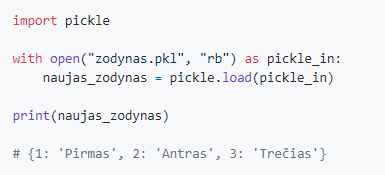 import pickle
with open("zodynas.pkl", "rb") as pickle_in:
    naujas_zodynas = pickle.load(pickle_in)
print(naujas_zodynas)
# {1: 'Pirmas', 2: 'Antras', 3: 'Trečias'}